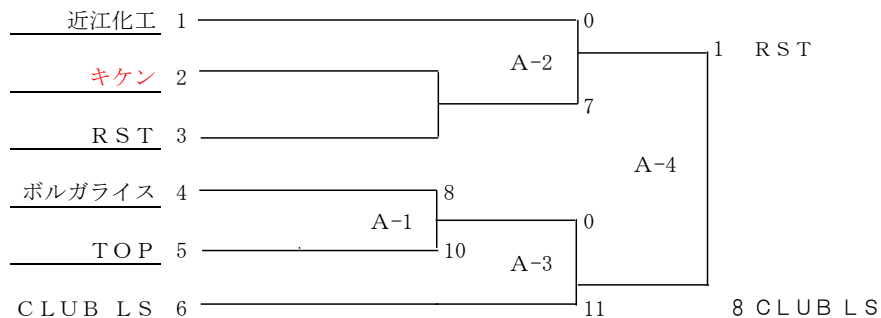 近江化工 1 0
A-2 1 RST
キケン 2
7
RST 3
A-4
ボルガライス 4 8
A-1 0
TOP 5 10
A-3
CLUB LS 6 11 8 CLUB LS